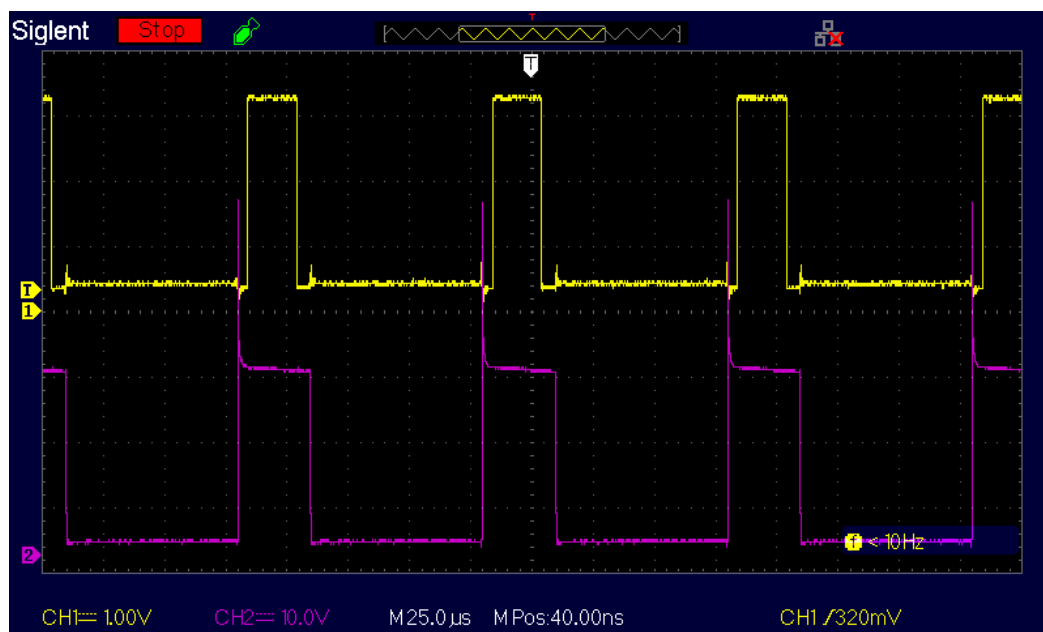 Siglent Stop
T
T
T
1
2
f < 10Hz
CH1 1.00V CH2 10.0V M 25.0µs M Pos:40.00ns CH1 / 320mV